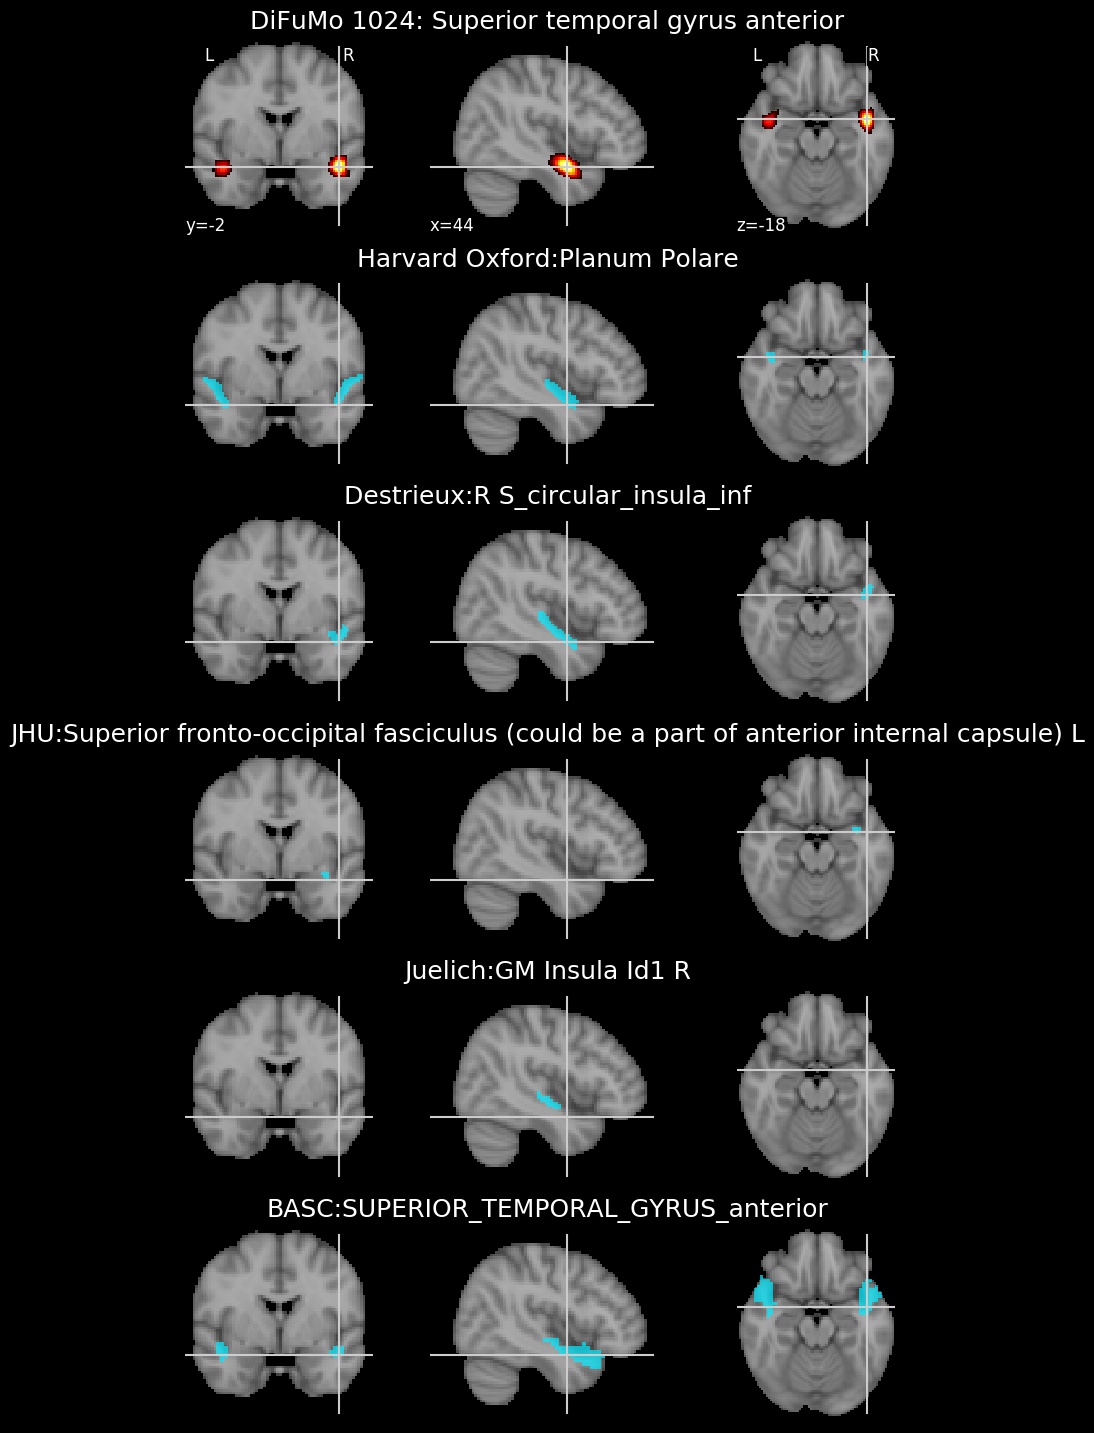 DiFuMo 1024: Superior temporal gyrus anterior
L R L R
y=-2 x=44 z=-18
Harvard Oxford:Planum Polare
Destrieux:R S_circular_insula_inf
JHU:Superior fronto-occipital fasciculus (could be a part of anterior internal capsule) L
Juelich:GM Insula Id1 R
BASC:SUPERIOR_TEMPORAL_GYRUS_anterior